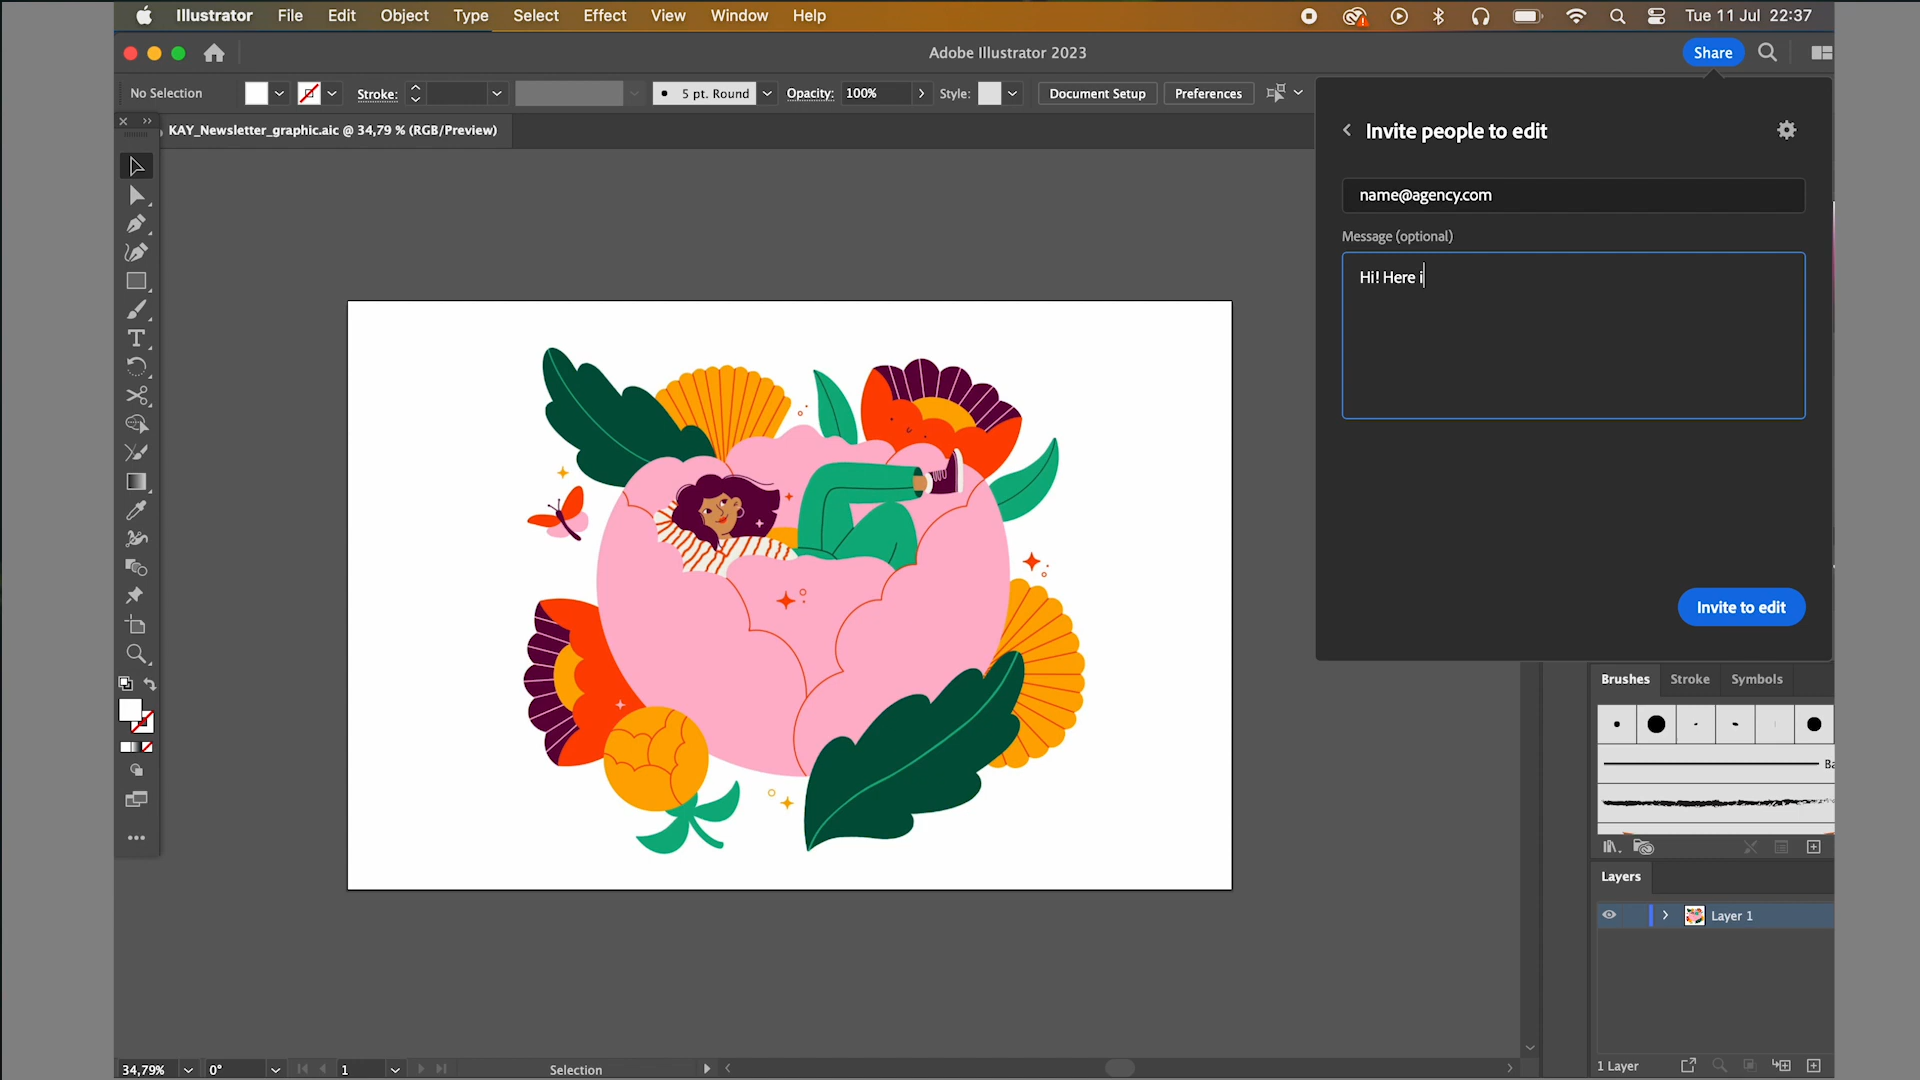 Illustrator File Edit Object Type Select Effect View Window Help Tue 11 Jul 22:37
Adobe Illustrator 2023 Share
No Selection Stroke: 5 pt. Round Opacity: 100% Style: Document Setup Preferences
KAY_Newsletter_graphic.aic @ 34,79 % (RGB/Preview)
Invite people to edit
name@agency.com
Message (optional)
Hi! Here i
Invite to edit
Brushes Stroke Symbols
Ba
Layers
Layer 1
34,79% 0° 1 Selection 1 Layer